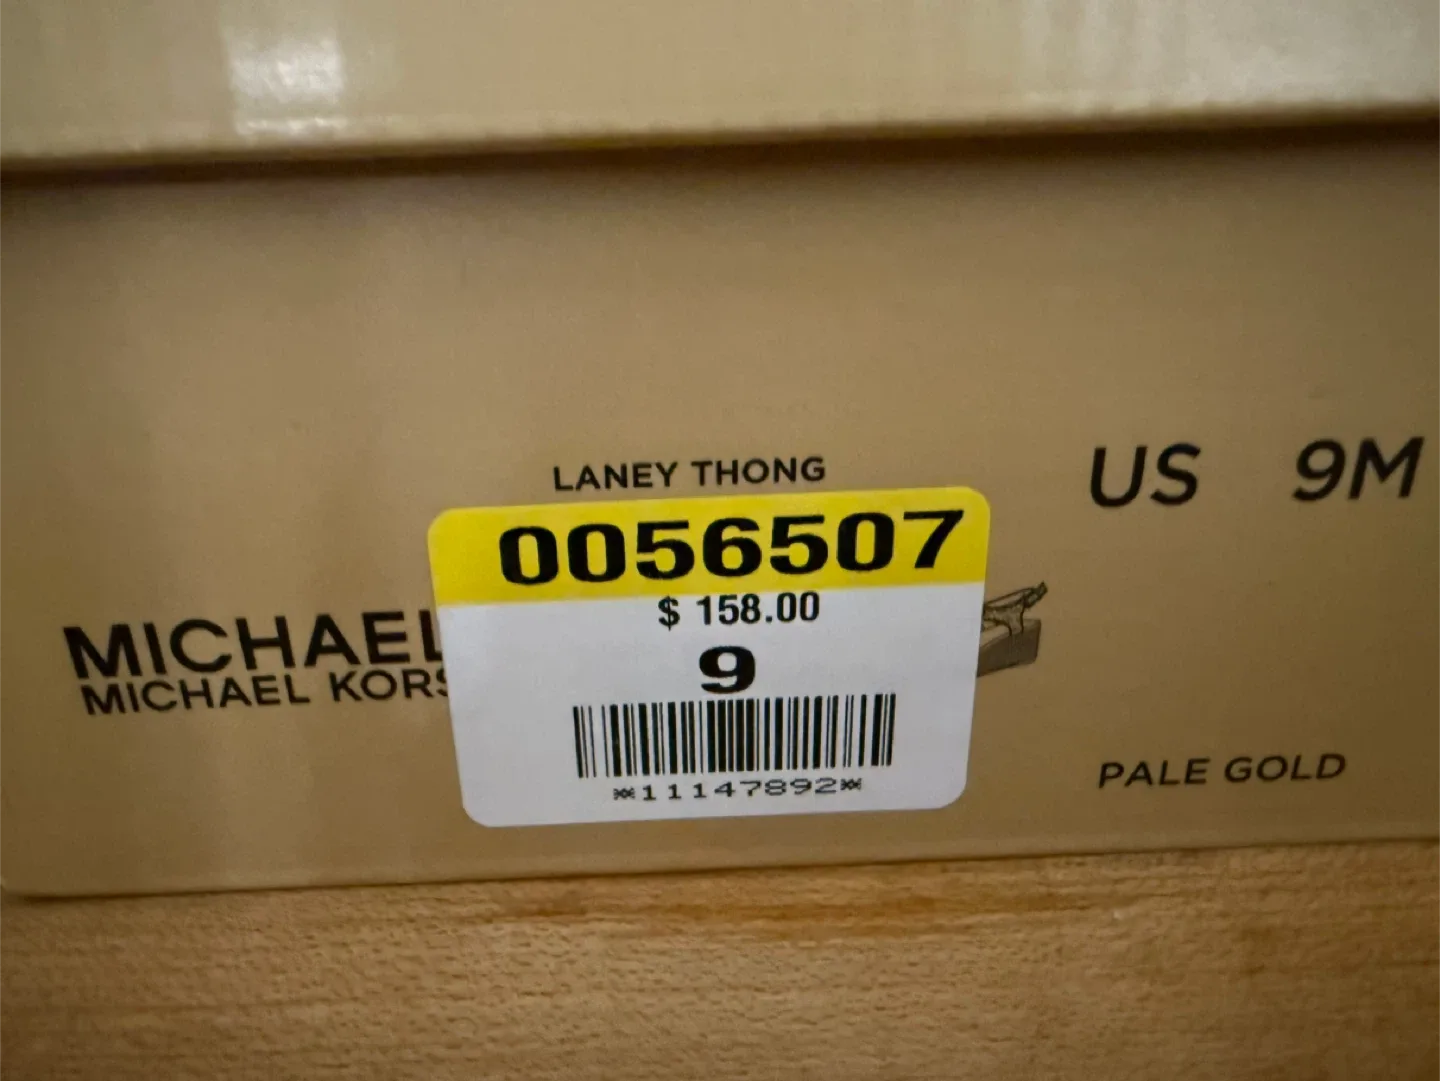 LANEY THONG
US 9M
0056507
$ 158.00
9
MICHAEL
MICHAEL KORS
*11147892*
PALE GOLD